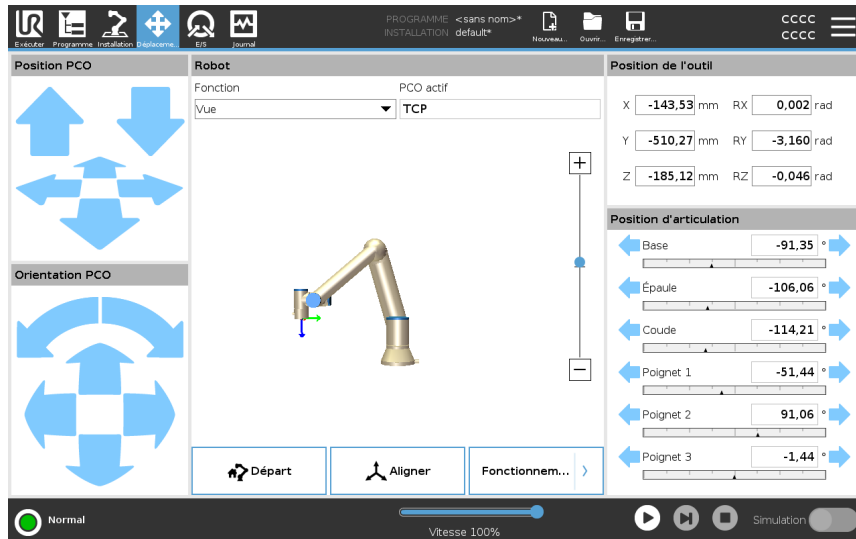 UR
PROGRAMME <sans nom>*
INSTALLATION default*
CCCC
CCCC
Exécuter Programme Installation Déplaceme... E/S Journal Nouveau... Ouvrir... Enregistrer...
Position PCO
Robot
Position de l'outil
Fonction PCO actif
Vue TCP
X -143,53 mm RX 0,002 rad
Y -510,27 mm RY -3,160 rad
Z -185,12 mm RZ -0,046 rad
Position d'articulation
Base -91,35 °
Orientation PCO
Épaule -106,06 °
Coude -114,21 °
Poignet 1 -51,44 °
Poignet 2 91,06 °
Poignet 3 -1,44 °
Départ Aligner Fonctionnem...
Normal
Vitesse 100%
Simulation